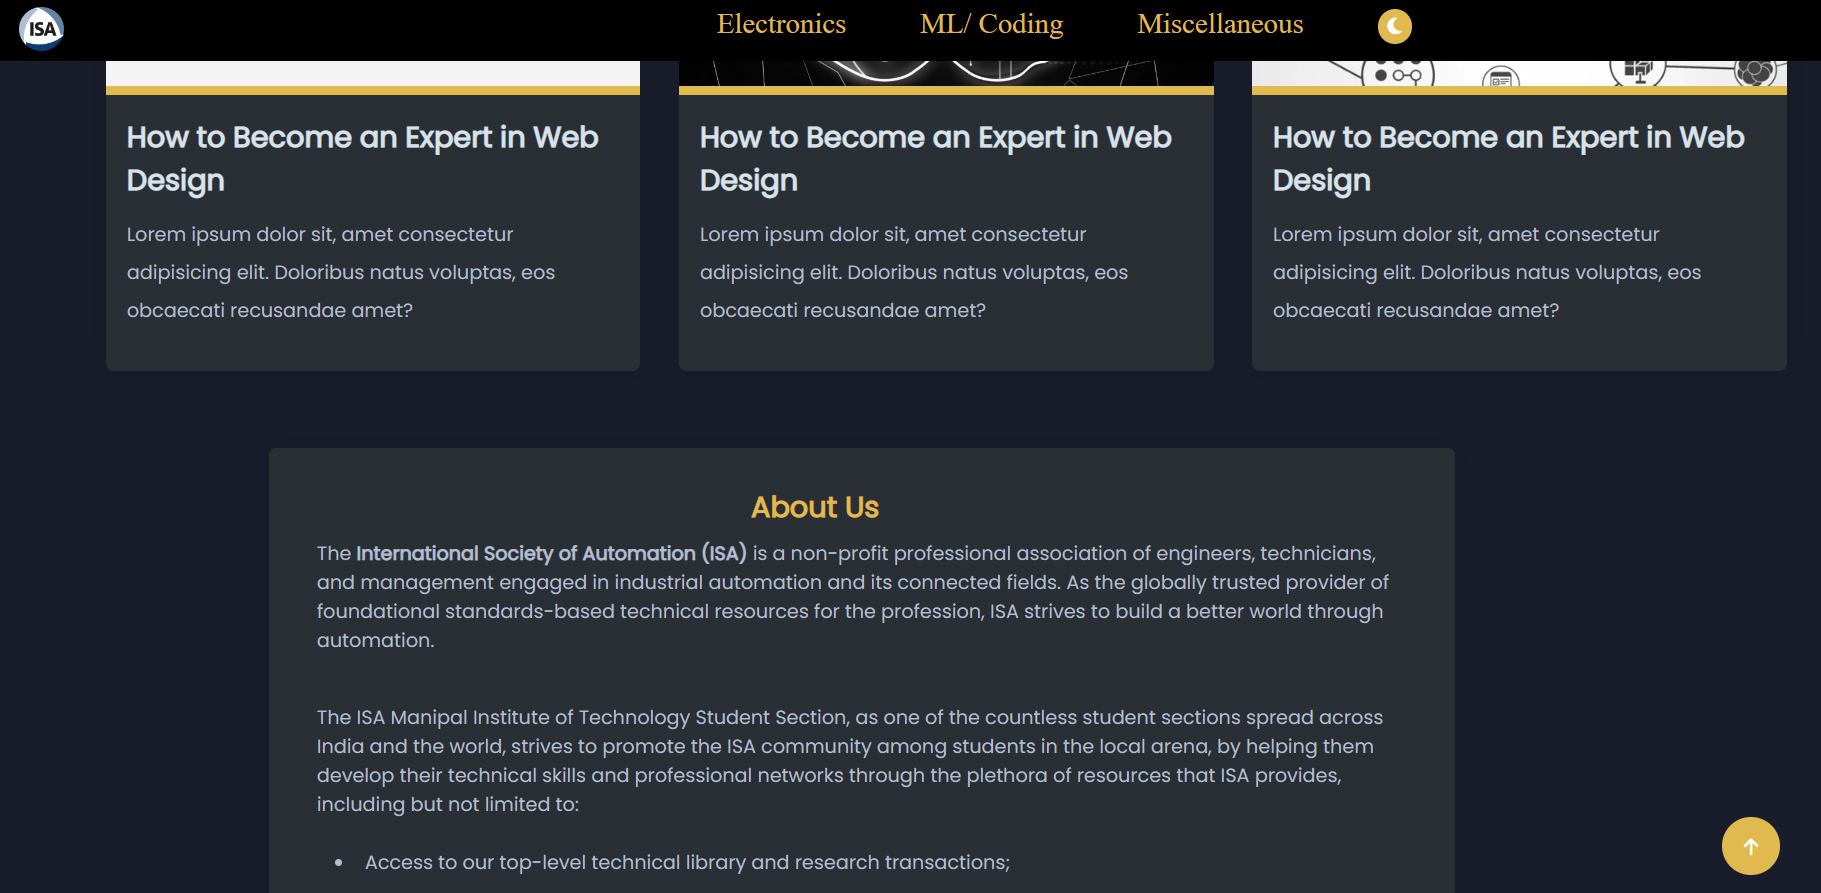 ISA
Electronics
ML/ Coding
Miscellaneous
How to Become an Expert in Web
Design
Lorem ipsum dolor sit, amet consectetur
adipisicing elit. Doloribus natus voluptas, eos
obcaecati recusandae amet?
How to Become an Expert in Web
Design
Lorem ipsum dolor sit, amet consectetur
adipisicing elit. Doloribus natus voluptas, eos
obcaecati recusandae amet?
How to Become an Expert in Web
Design
Lorem ipsum dolor sit, amet consectetur
adipisicing elit. Doloribus natus voluptas, eos
obcaecati recusandae amet?
About Us
The International Society of Automation (ISA) is a non-profit professional association of engineers, technicians,
and management engaged in industrial automation and its connected fields. As the globally trusted provider of
foundational standards-based technical resources for the profession, ISA strives to build a better world through
automation.
The ISA Manipal Institute of Technology Student Section, as one of the countless student sections spread across
India and the world, strives to promote the ISA community among students in the local arena, by helping them
develop their technical skills and professional networks through the plethora of resources that ISA provides,
including but not limited to:
• Access to our top-level technical library and research transactions;